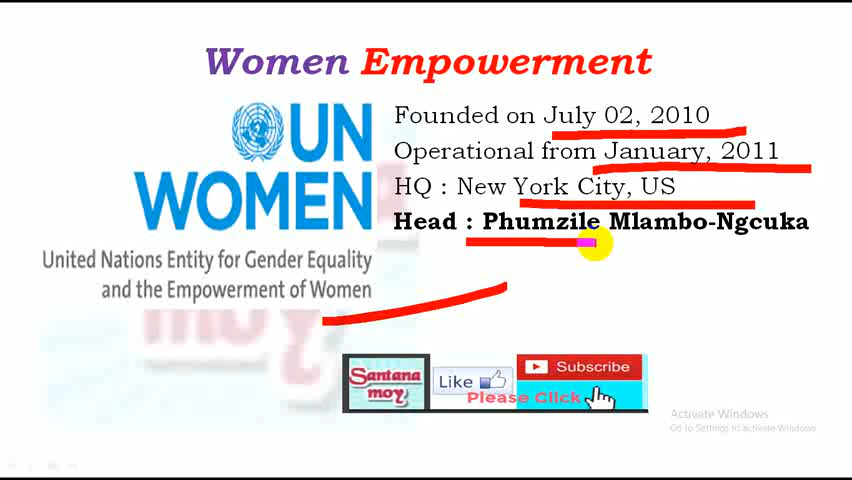 Women Empowerment
UN
WOMEN
United Nations Entity for Gender Equality
and the Empowerment of Women
Founded on July 02, 2010
Operational from January, 2011
HQ : New York City, US
Head : Phumzile Mlambo-Ngcuka
Santana
moy
Like
Subscribe
Please Click
Activate Windows
Go to Settings to activate Windows
moy